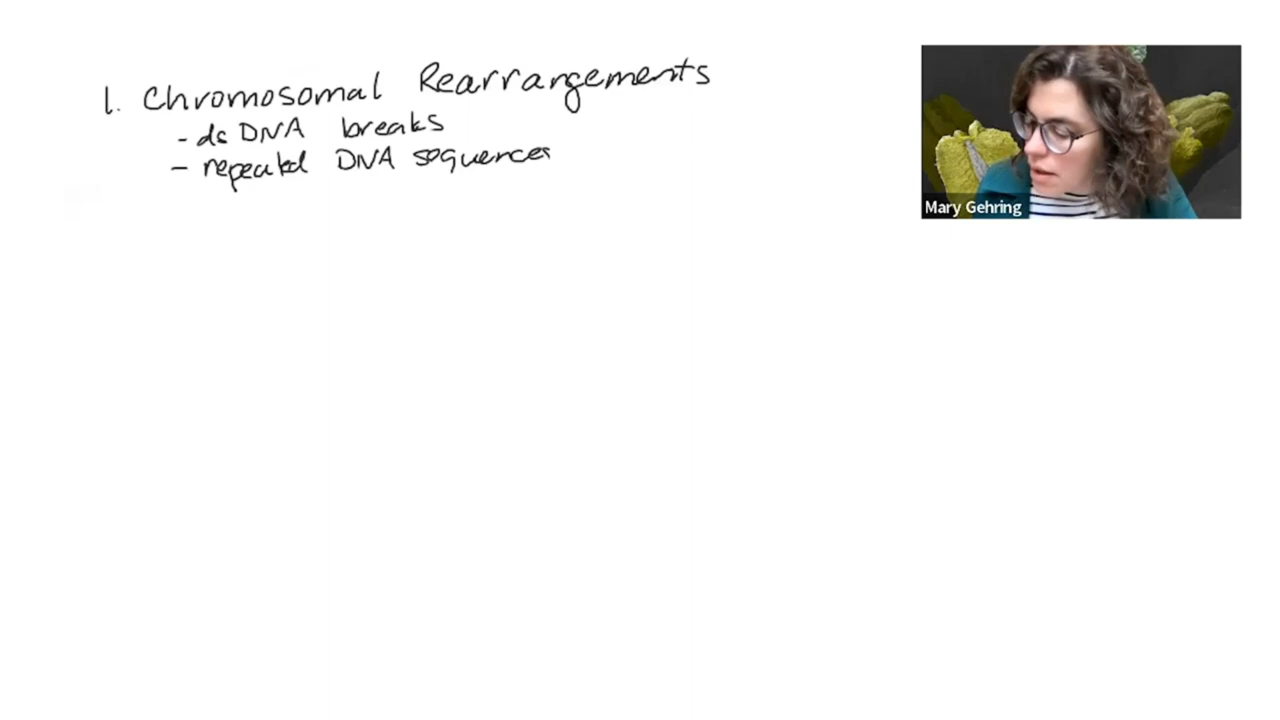 1. Chromosomal Rearrangements
- ds DNA breaks
- repeated DNA sequences
Mary Gehring